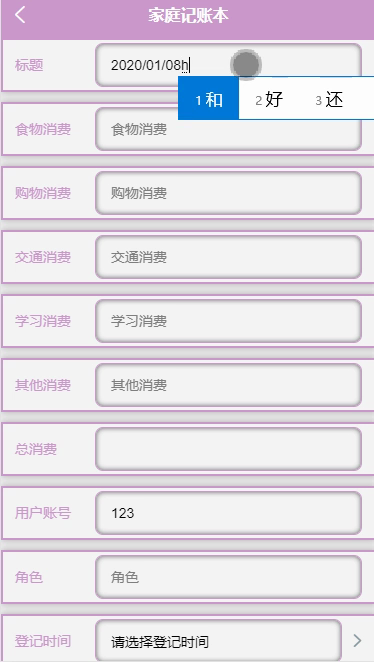 家庭记账本
标题 2020/01/08h
1 和 2 好 3 还
食物消费 食物消费
购物消费 购物消费
交通消费 交通消费
学习消费 学习消费
其他消费 其他消费
总消费
用户账号 123
角色 角色
登记时间 请选择登记时间